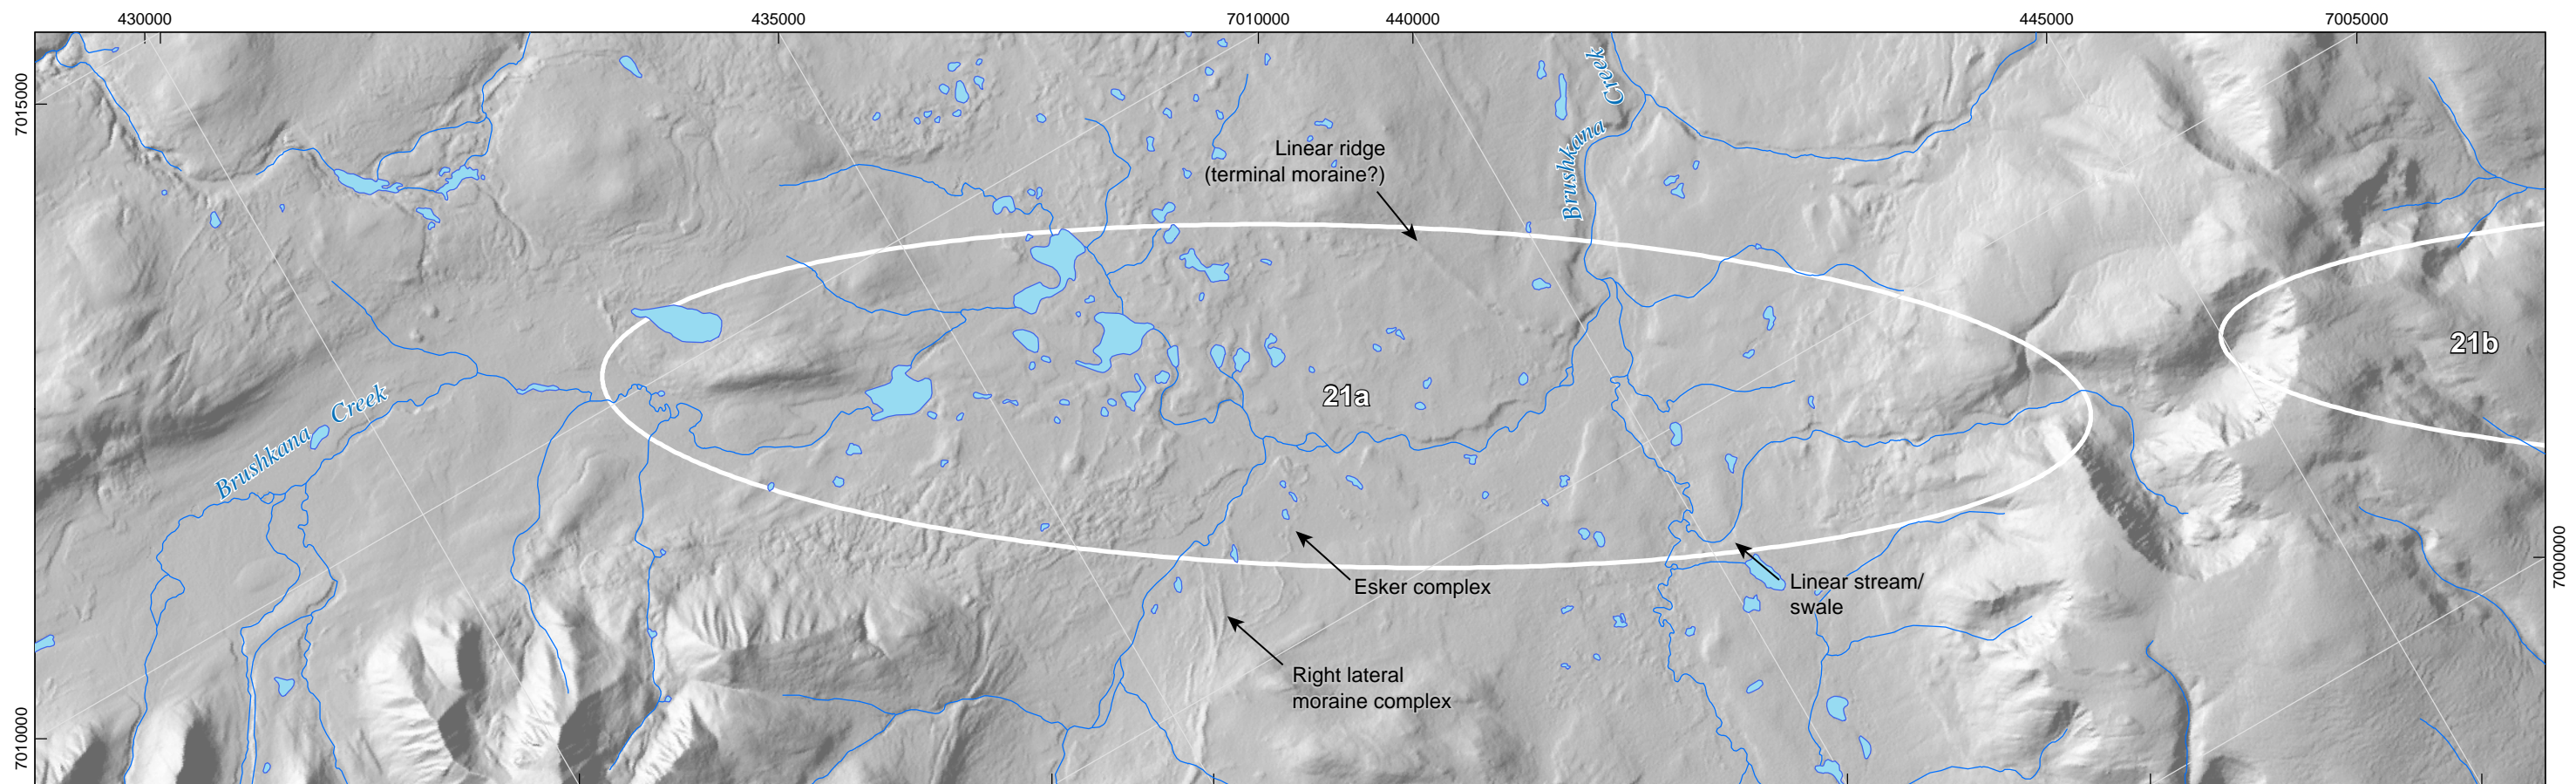 430000
435000
7010000
440000
445000
7005000
7015000
7010000
7000000
Brushkana Creek
Linear ridge
(terminal moraine?)
21b
21a
Brushkana Creek
Esker complex
Linear stream/
swale
Right lateral
moraine complex